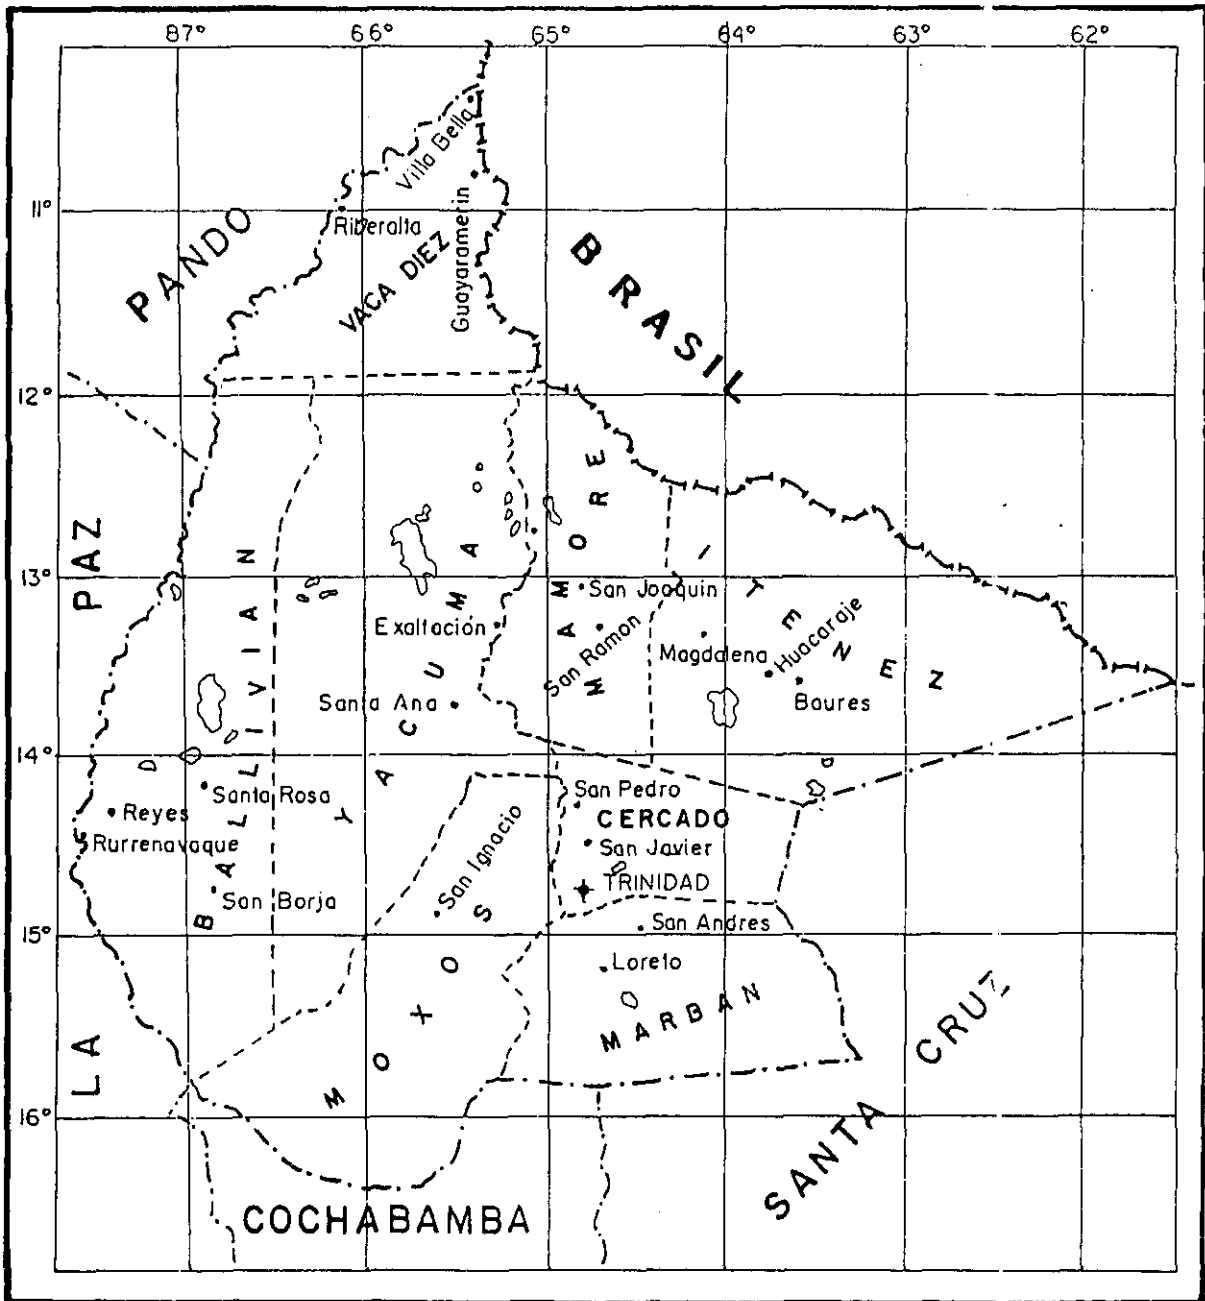 87° 66° 65° 84° 63° 62°
Villa Bella
11°
Riberalta
Guayaramerin
PANDO
VACA DIEZ
BRASIL
12°
MAMORE
PAZ
13°
San Joaquin
ITENEZ
Exaltación
San Ramon
Magdalena
Huacaraje
BALLIVIAN
YACUMA
Santa Ana
Baures
14°
Santa Rosa
San Pedro
Reyes
CERCADO
Rurrenavaque
San Ignacio
San Javier
TRINIDAD
San Borja
San Andres
15°
Loreto
MOXOS
MARBAN
LA
CRUZ
16°
SANTA
COCHABAMBA